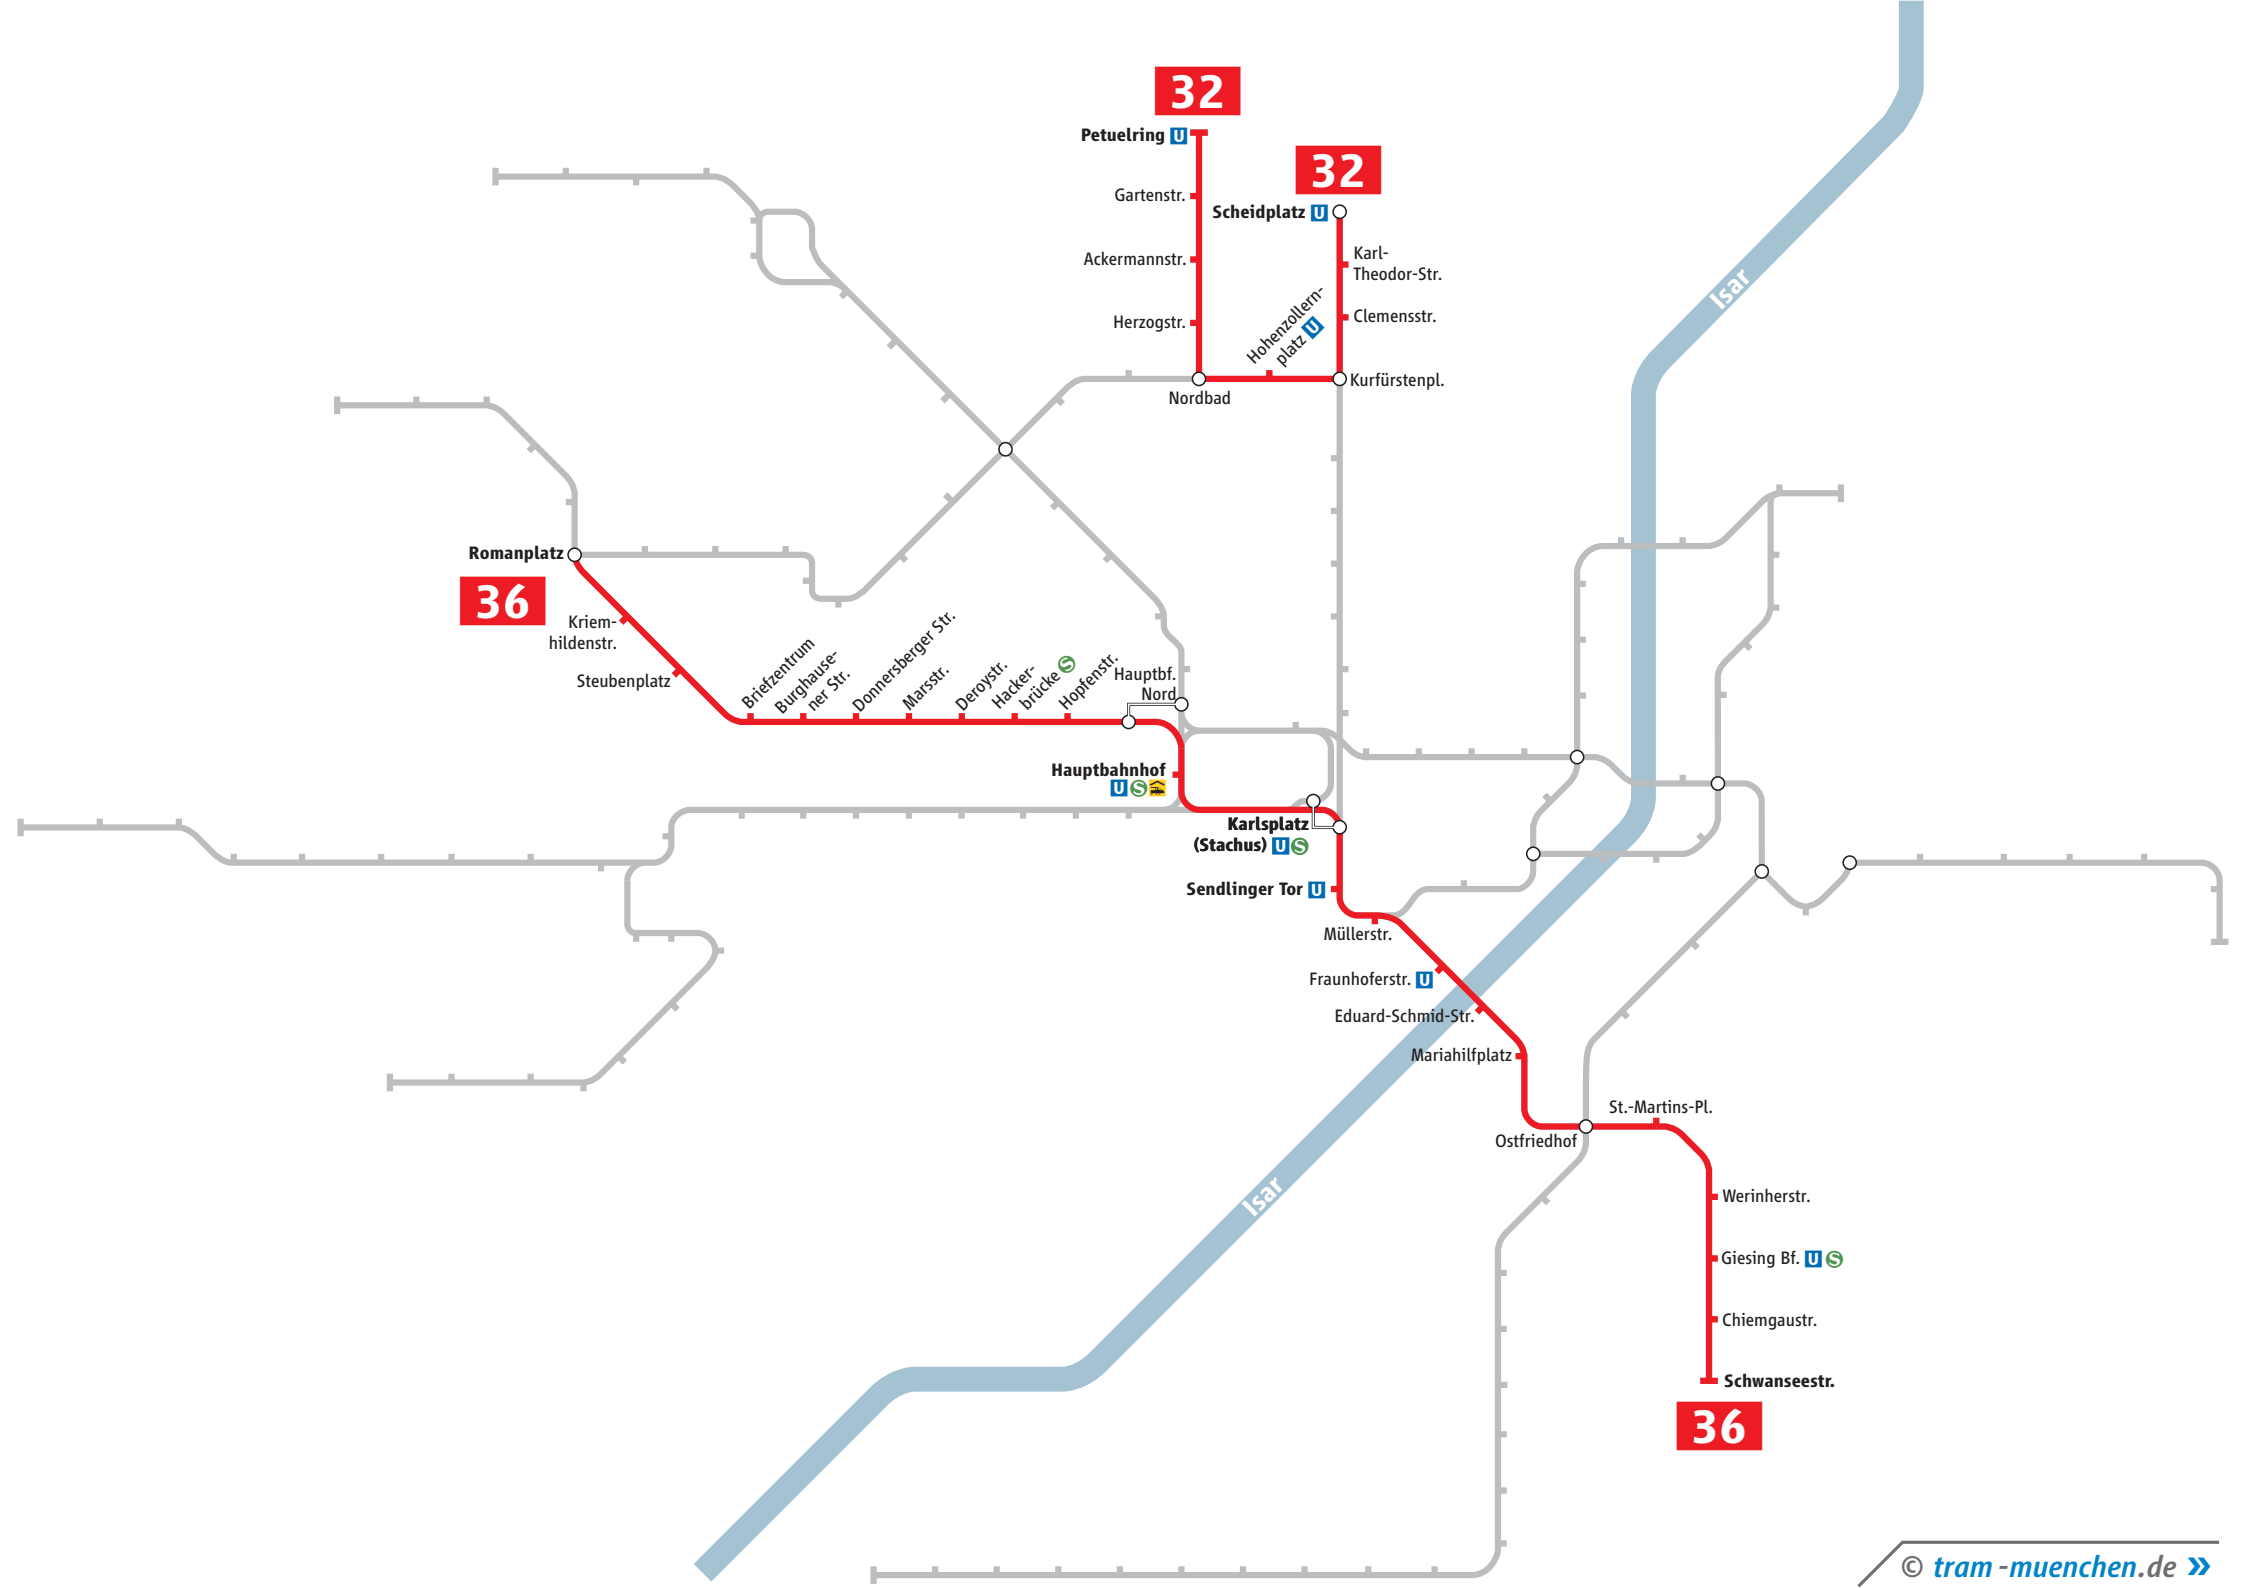 32
Petuelring U
32
Gartenstr.
Scheidplatz U
Karl-
Theodor-Str.
Ackermannstr.
Isar
Hohenzollern-
platz U
Clemensstr.
Herzogstr.
Kurfürstenpl.
Nordbad
Romanplatz
36
Kriem-
hildenstr.
Steubenplatz
Briefzentrum
Burghause-
ner Str.
Donnersberger Str.
Marsstr.
Deroystr.
Hacker-
brücke S
Hopfenstr.
Hauptbf.
Nord
Hauptbahnhof
U S
Karlsplatz
(Stachus) U S
Sendlinger Tor U
Müllerstr.
Fraunhoferstr. U
Eduard-Schmid-Str.
Mariahilfplatz
St.-Martins-Pl.
Ostfriedhof
Isar
Werinherstr.
Giesing Bf. U S
Chiemgaustr.
Schwanseestr.
36
© tram-muenchen.de »